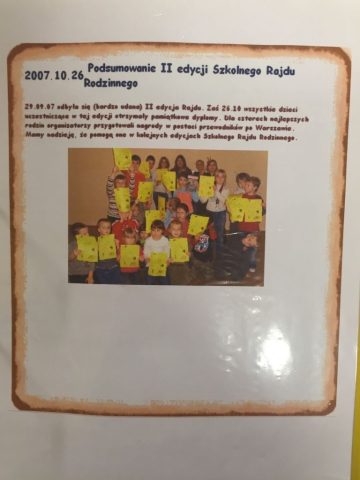 2007.10.26 Podsumowanie II edycji Szkolnego Rajdu
Rodzinnego
29.09.07 odbyła się (bardzo udana) II edycja Rajdu. Zaś 26.10 wszystkie dzieci
uczestniczące w tej edycji otrzymały pamiątkowe dyplomy. Dla czterech najlepszych
rodzin organizatorzy przygotowali nagrody w postaci przewodników po Warszawie.
Mamy nadzieję, że pomogą one w kolejnych edycjach Szkolnego Rajdu Rodzinnego.